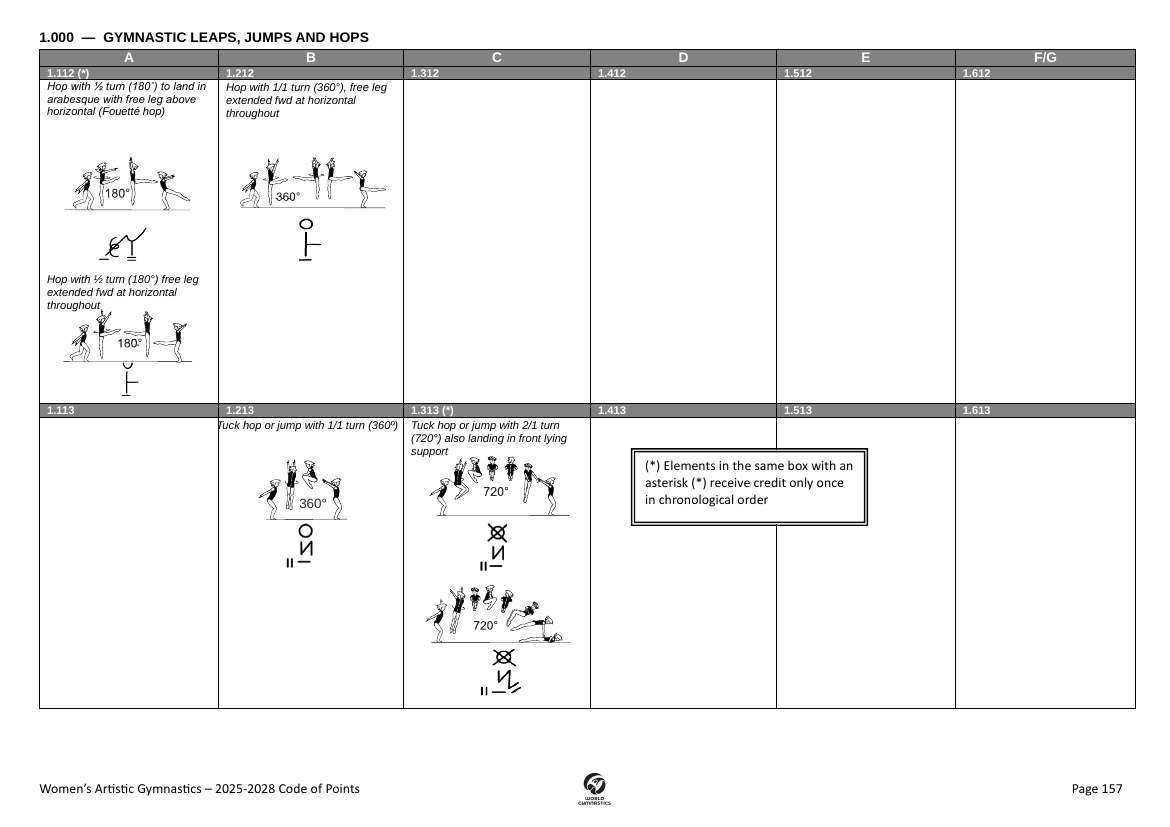 1.000 — GYMNASTIC LEAPS, JUMPS AND HOPS
A B C D E F/G
1.112 (*) 1.212 1.312 1.412 1.512 1.612
Hop with ½ turn (180˚) to land in
arabesque with free leg above
horizontal (Fouetté hop)
180°
Hop with ½ turn (180°) free leg
extended fwd at horizontal
throughout
180°
Hop with 1/1 turn (360°), free leg
extended fwd at horizontal
throughout
360°
1.113 1.213 1.313 (*) 1.413 1.513 1.613
Tuck hop or jump with 1/1 turn (360º)
360°
Tuck hop or jump with 2/1 turn
(720°) also landing in front lying
support
720°
720°
(*) Elements in the same box with an
asterisk (*) receive credit only once
in chronological order
Women's Artistic Gymnastics – 2025-2028 Code of Points
WORLD
GYMNASTICS
Page 157